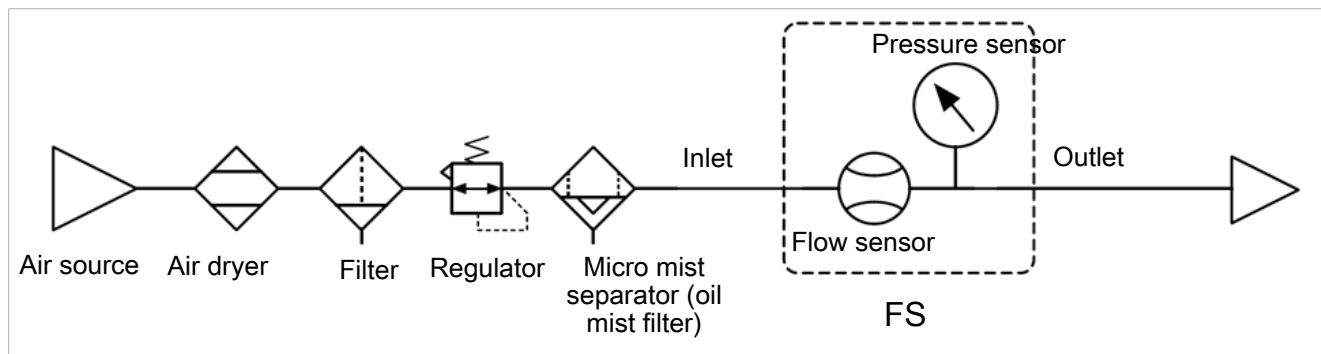 Pressure sensor
Inlet
Outlet
Flow sensor
Air source
Air dryer
Filter
Regulator
Micro mist
separator (oil
mist filter)
FS